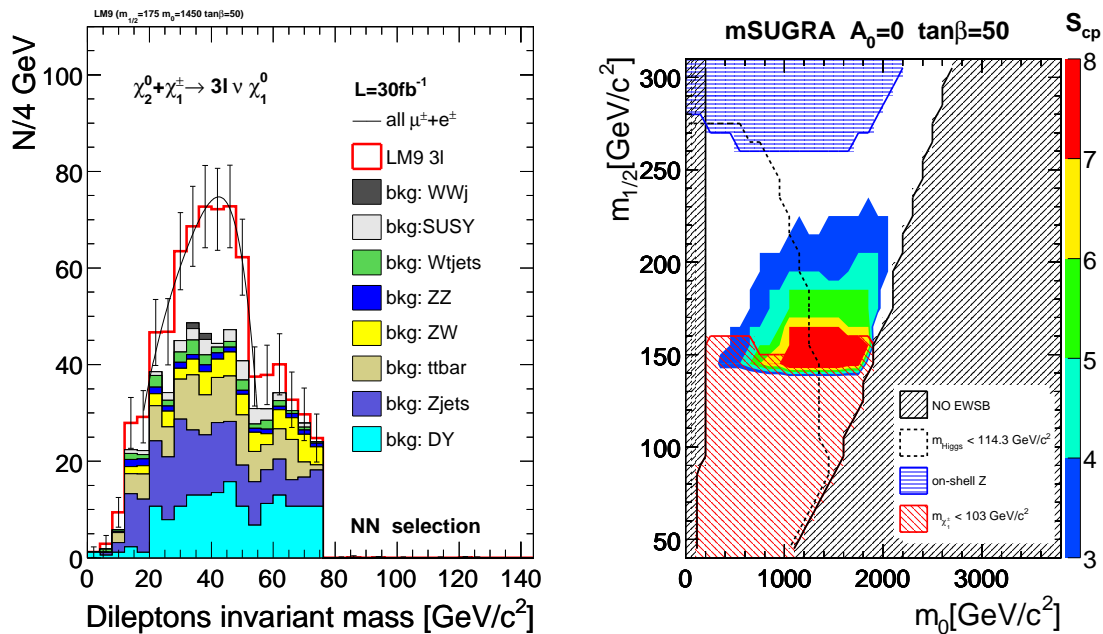 LM9 (m1/2=175 m0=1450 tanβ=50)
N/4 GeV
χ₂⁰+χ₁±→ 3l ν χ₁⁰
L=30fb⁻¹
all μ±+e±
LM9 3l
bkg: WWj
bkg:SUSY
bkg: Wtjets
bkg: ZZ
bkg: ZW
bkg: ttbar
bkg: Zjets
bkg: DY
NN selection
100
80
60
40
20
0
0 20 40 60 80 100 120 140
Dileptons invariant mass [GeV/c²]
mSUGRA A₀=0 tanβ=50
Scp
m1/2[GeV/c²]
300
250
200
150
100
50
NO EWSB
mHiggs < 114.3 GeV/c²
on-shell Z
mχ₁± < 103 GeV/c²
0 1000 2000 3000
m₀[GeV/c²]
8
7
6
5
4
3